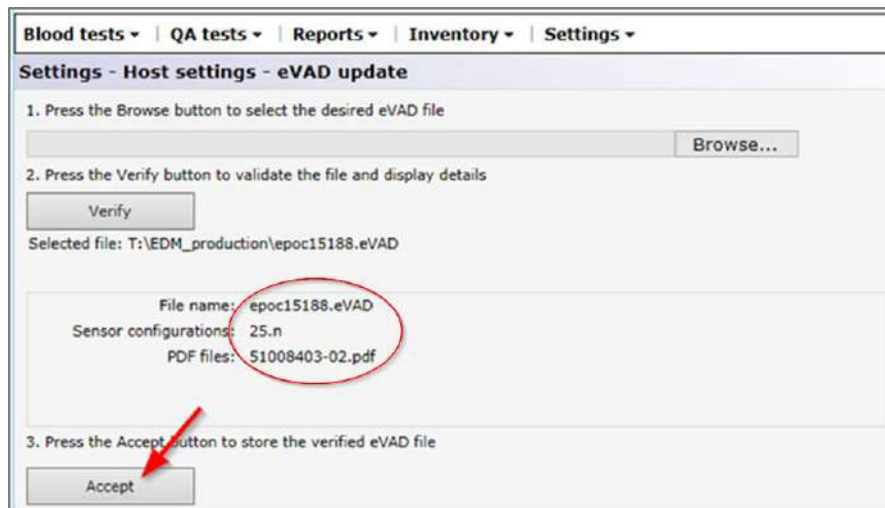 Blood tests | QA tests | Reports | Inventory | Settings
Settings - Host settings - eVAD update
1. Press the Browse button to select the desired eVAD file
Browse...
2. Press the Verify button to validate the file and display details
Verify
Selected file: T:\EDM_production\epoc15188.eVAD
File name: epoc15188.eVAD
Sensor configurations: 25.n
PDF files: 51008403-02.pdf
3. Press the Accept button to store the verified eVAD file
Accept